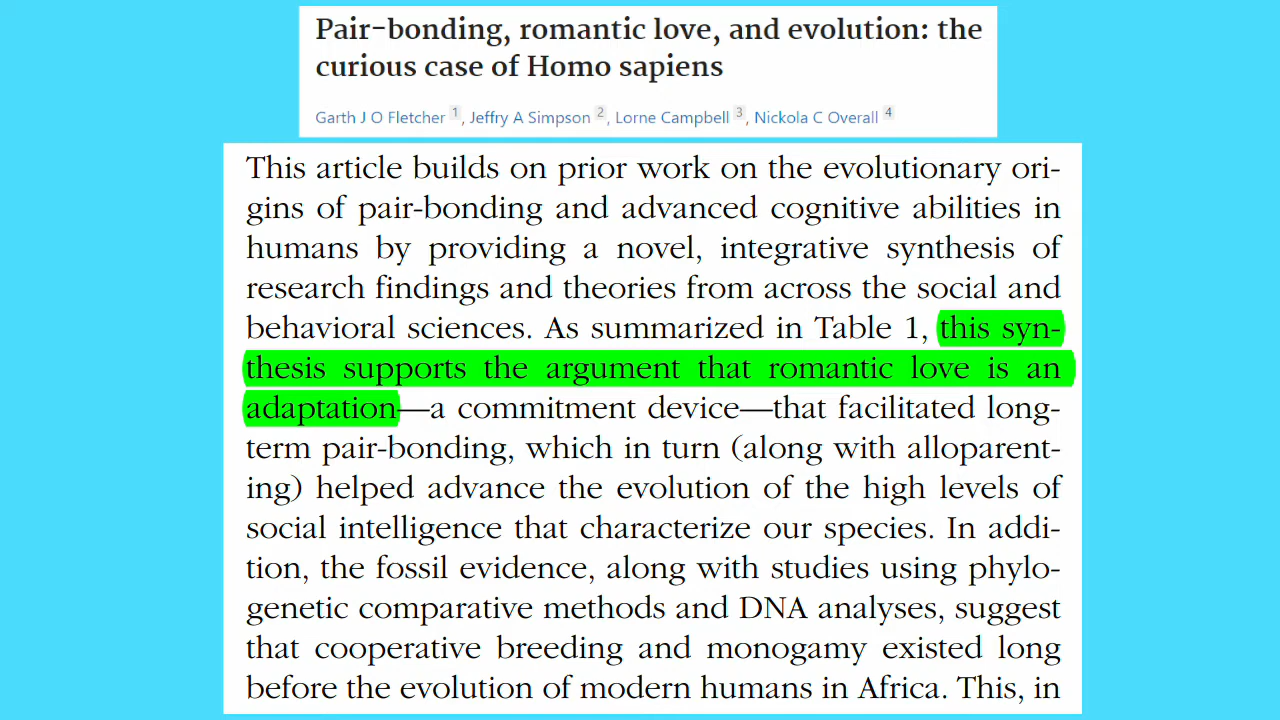 Pair-bonding, romantic love, and evolution: the
curious case of Homo sapiens
Garth J O Fletcher 1, Jeffry A Simpson 2, Lorne Campbell 3, Nickola C Overall 4
This article builds on prior work on the evolutionary ori-
gins of pair-bonding and advanced cognitive abilities in
humans by providing a novel, integrative synthesis of
research findings and theories from across the social and
behavioral sciences. As summarized in Table 1, this syn-
thesis supports the argument that romantic love is an
adaptation—a commitment device—that facilitated long-
term pair-bonding, which in turn (along with alloparent-
ing) helped advance the evolution of the high levels of
social intelligence that characterize our species. In addi-
tion, the fossil evidence, along with studies using phylo-
genetic comparative methods and DNA analyses, suggest
that cooperative breeding and monogamy existed long
before the evolution of modern humans in Africa. This, in